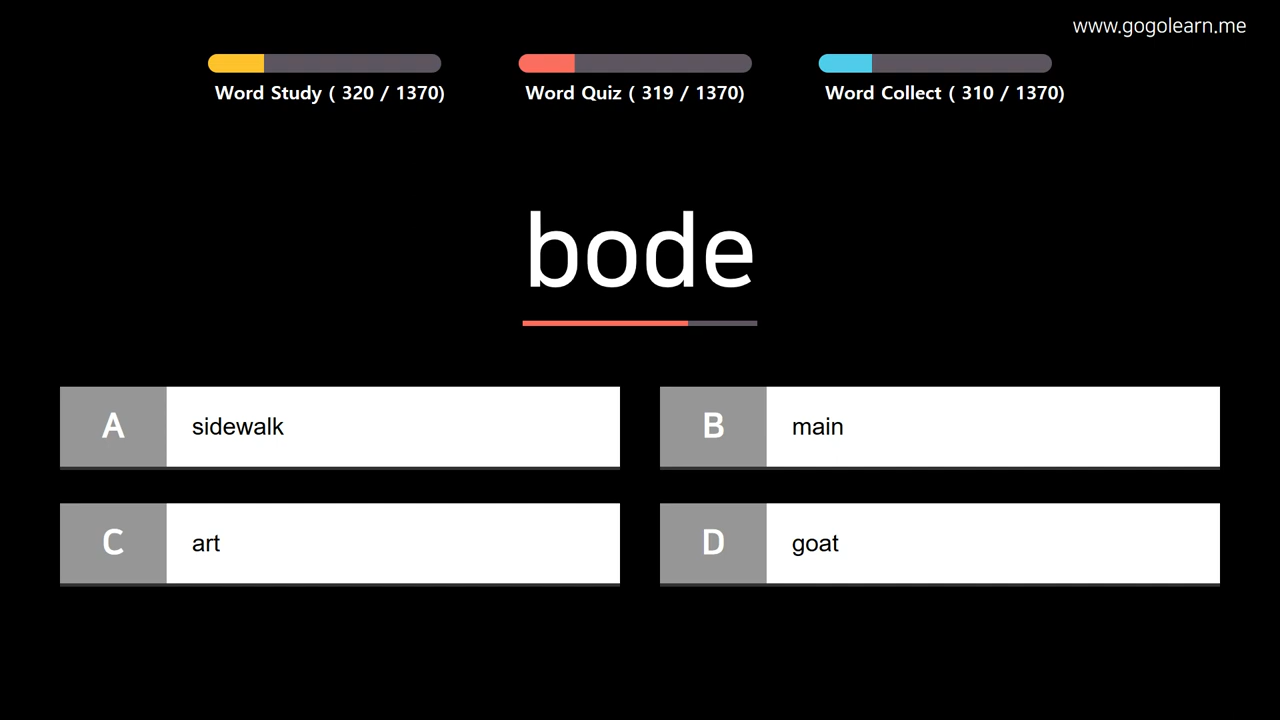 www.gogolearn.me
Word Study ( 320 / 1370)
Word Quiz ( 319 / 1370)
Word Collect ( 310 / 1370)
bode
A sidewalk
B main
C art
D goat